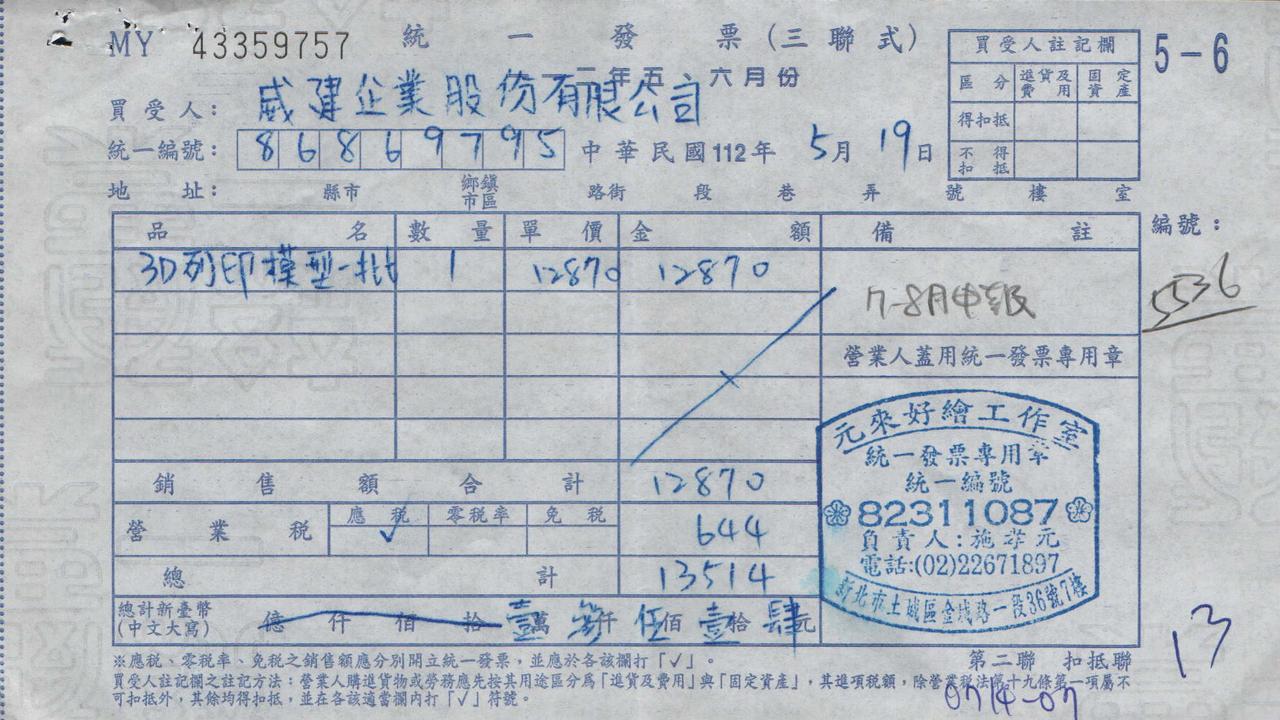 MY 43359757 統一發票(三聯式)
一二年五、六月份
5-6
買受人註記欄
區分 進貨及費用 固定資產
得扣抵
不得扣抵
買受人: 威建企業股份有限公司
統一編號: 86869795 中華民國112年 5月 19日
地址: 縣市 鄉鎮市區 路街 段 巷 弄 號 樓 室
品名 數量 單價 金額 備註 編號:
3D列印模型一批 1 12870 12870
7-8月申報 5536
營業人蓋用統一發票專用章
元來好繪工作室
統一發票專用章
統一編號
82311087
負責人:施孝元
電話:(02)22671897
新北市土城區金城路一段36號7樓
銷售額合計 12870
營業稅 應稅 √ 零稅率 免稅 644
總計 13514
總計新臺幣(中文大寫) 億 仟 佰 拾 壹萬 參仟 伍佰 壹拾 肆元
13
※應稅、零稅率、免稅之銷售額應分別開立統一發票,並應於各該欄打「√」。
第二聯 扣抵聯
買受人註記欄之註記方法:營業人購進貨物或勞務應先按其用途區分為「進貨及費用」與「固定資產」,其進項稅額,除營業稅法第十九條第一項屬不
可扣抵外,其餘均得扣抵,並在各該適當欄內打「√」符號。
0714-07